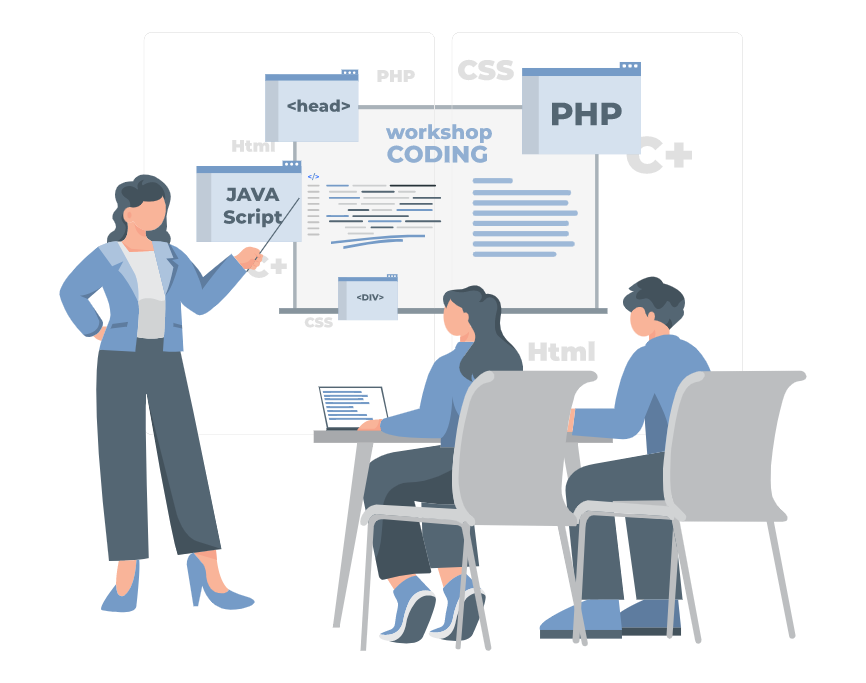 PHP
CSS
<head>
PHP
workshop
CODING
Html
C+
</>
JAVA
Script
C+
<DIV>
CSS
Html